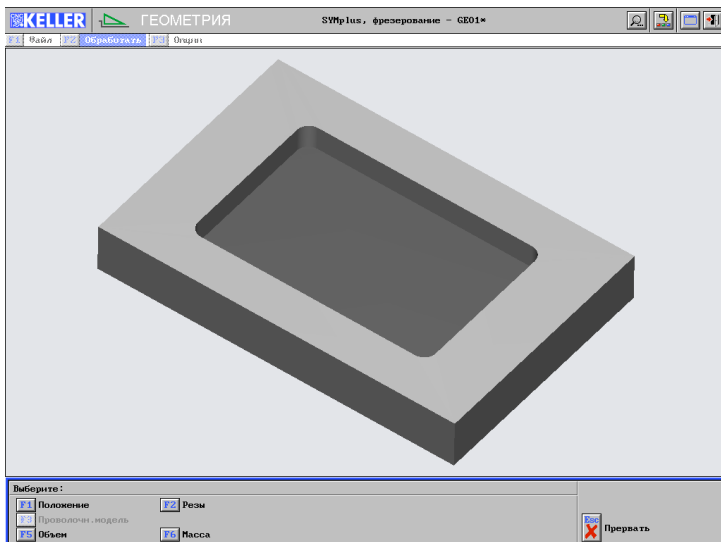 KELLER ГЕОМЕТРИЯ SYMplus, фрезерование - GEO1*
F1 Файл F2 Обработать F3 Опции
Выберите:
F1 Положение F2 Резы
F3 Проволочн.модель
F5 Объем F6 Масса
Esc Прервать